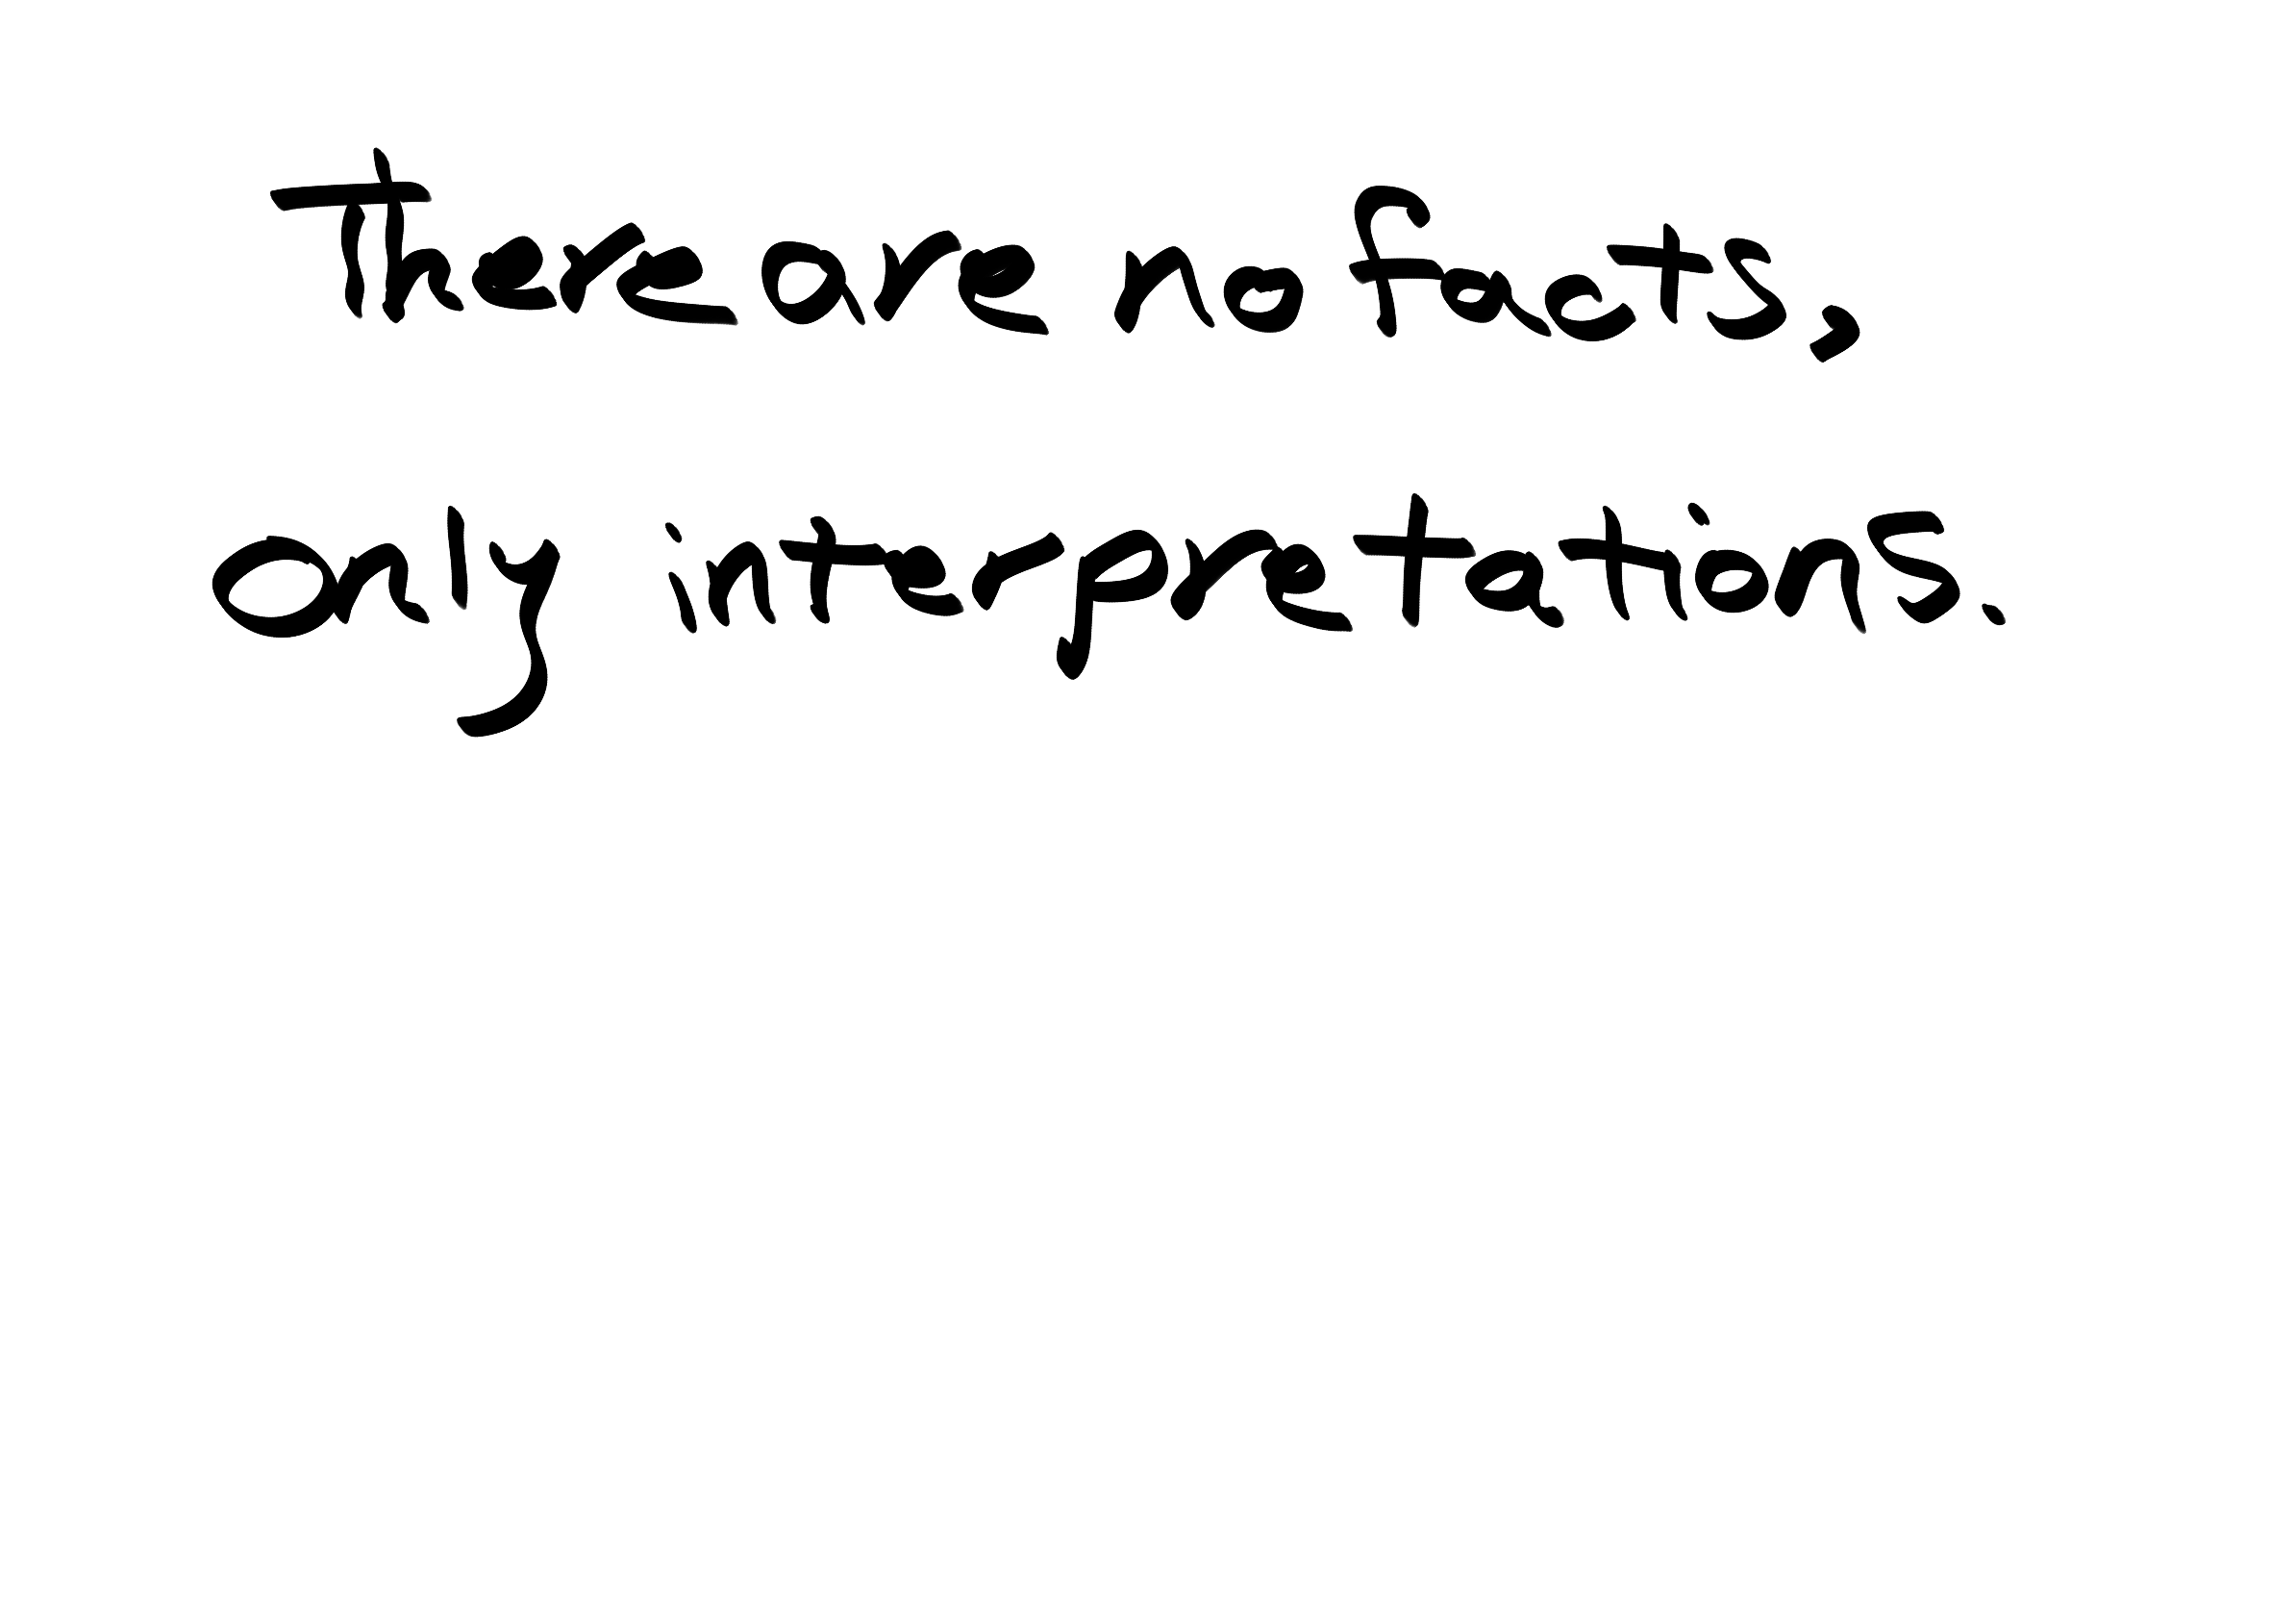 There are no facts,
only interpretations.